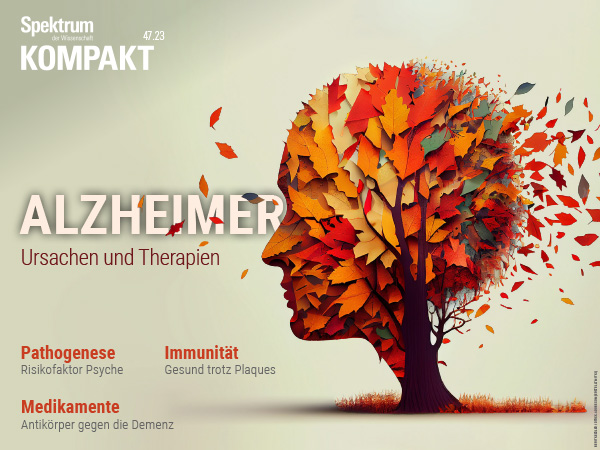 Spektrum
der Wissenschaft
KOMPAKT
47.23
ALZHEIMER
Ursachen und Therapien
Pathogenese
Risikofaktor Psyche
Immunität
Gesund trotz Plaques
Medikamente
Antikörper gegen die Demenz